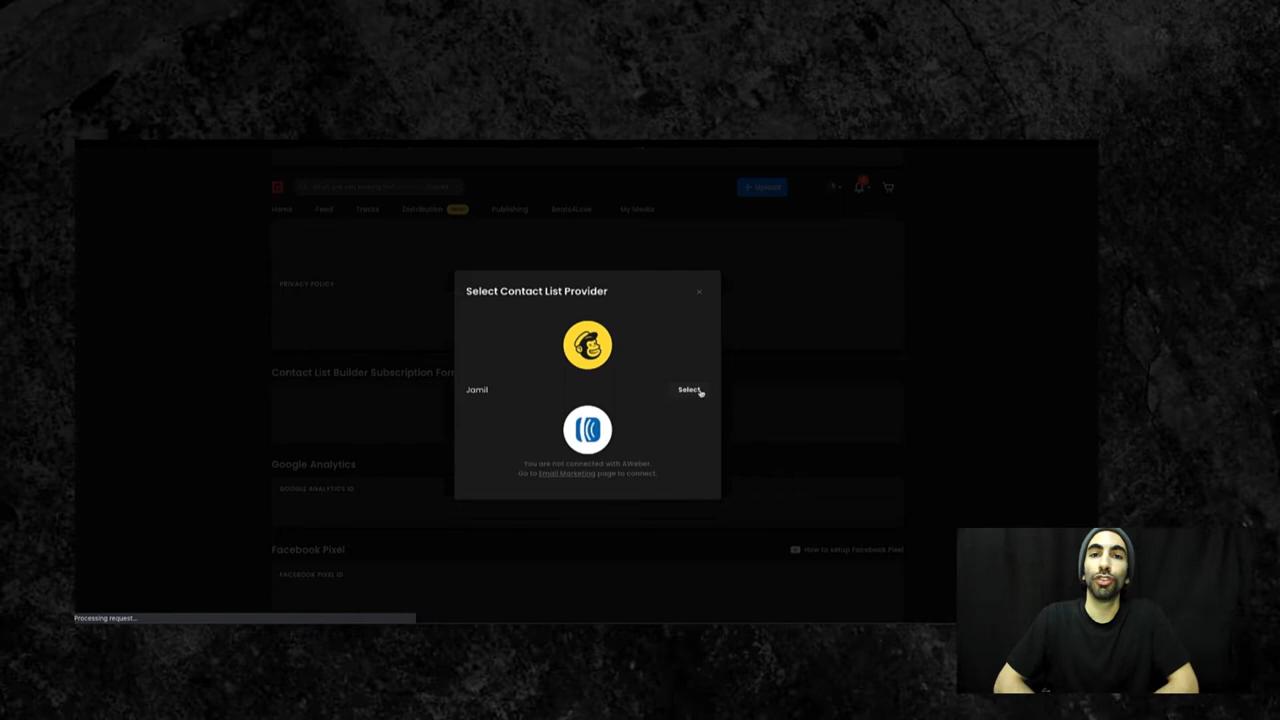 + Upload
Home Feed Tracks Distribution Publishing Beats4Love My Media
PRIVACY POLICY
Select Contact List Provider
Contact List Builder Subscription For
Jamil Select
You are not connected with AWeber.
Go to Email Marketing page to connect.
Google Analytics
GOOGLE ANALYTICS ID
Facebook Pixel
How to setup Facebook Pixel
FACEBOOK PIXEL ID
Processing request...